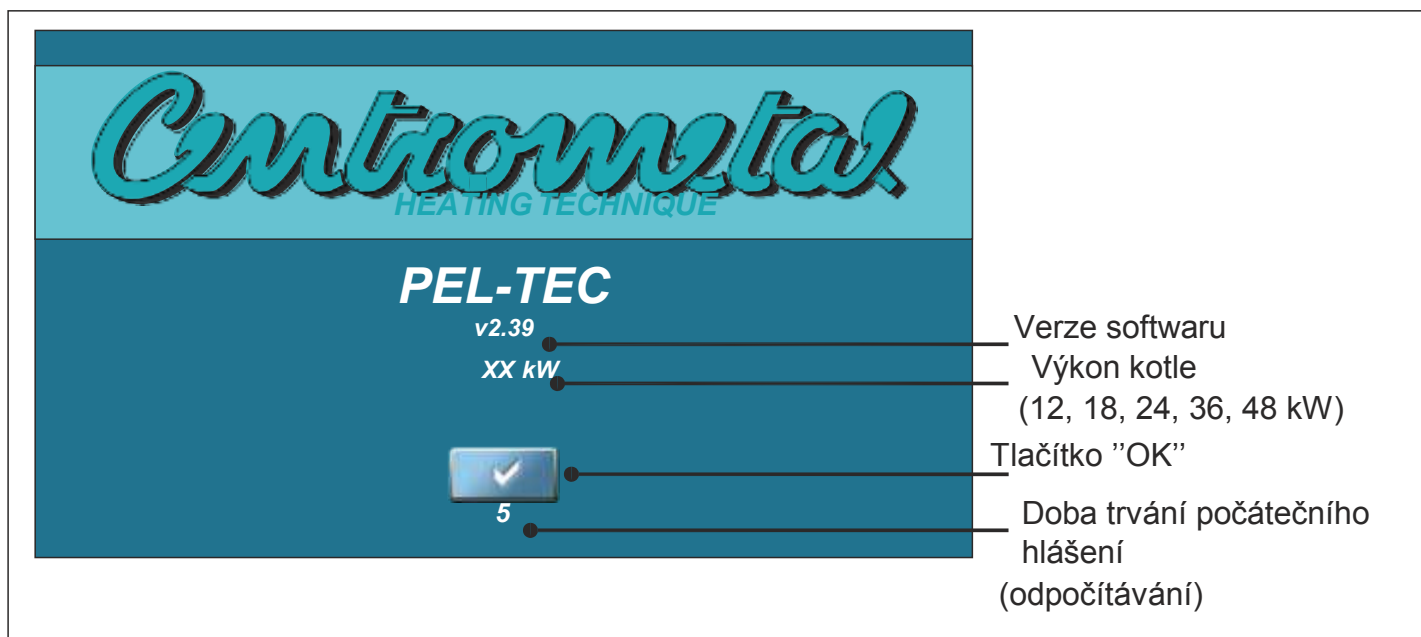 Centrometal
HEATING TECHNIQUE
PEL-TEC
v2.39
XX kW
5
Verze softwaru
Výkon kotle
(12, 18, 24, 36, 48 kW)
Tlačítko ’’OK’’
Doba trvání počátečního
hlášení
(odpočítávání)